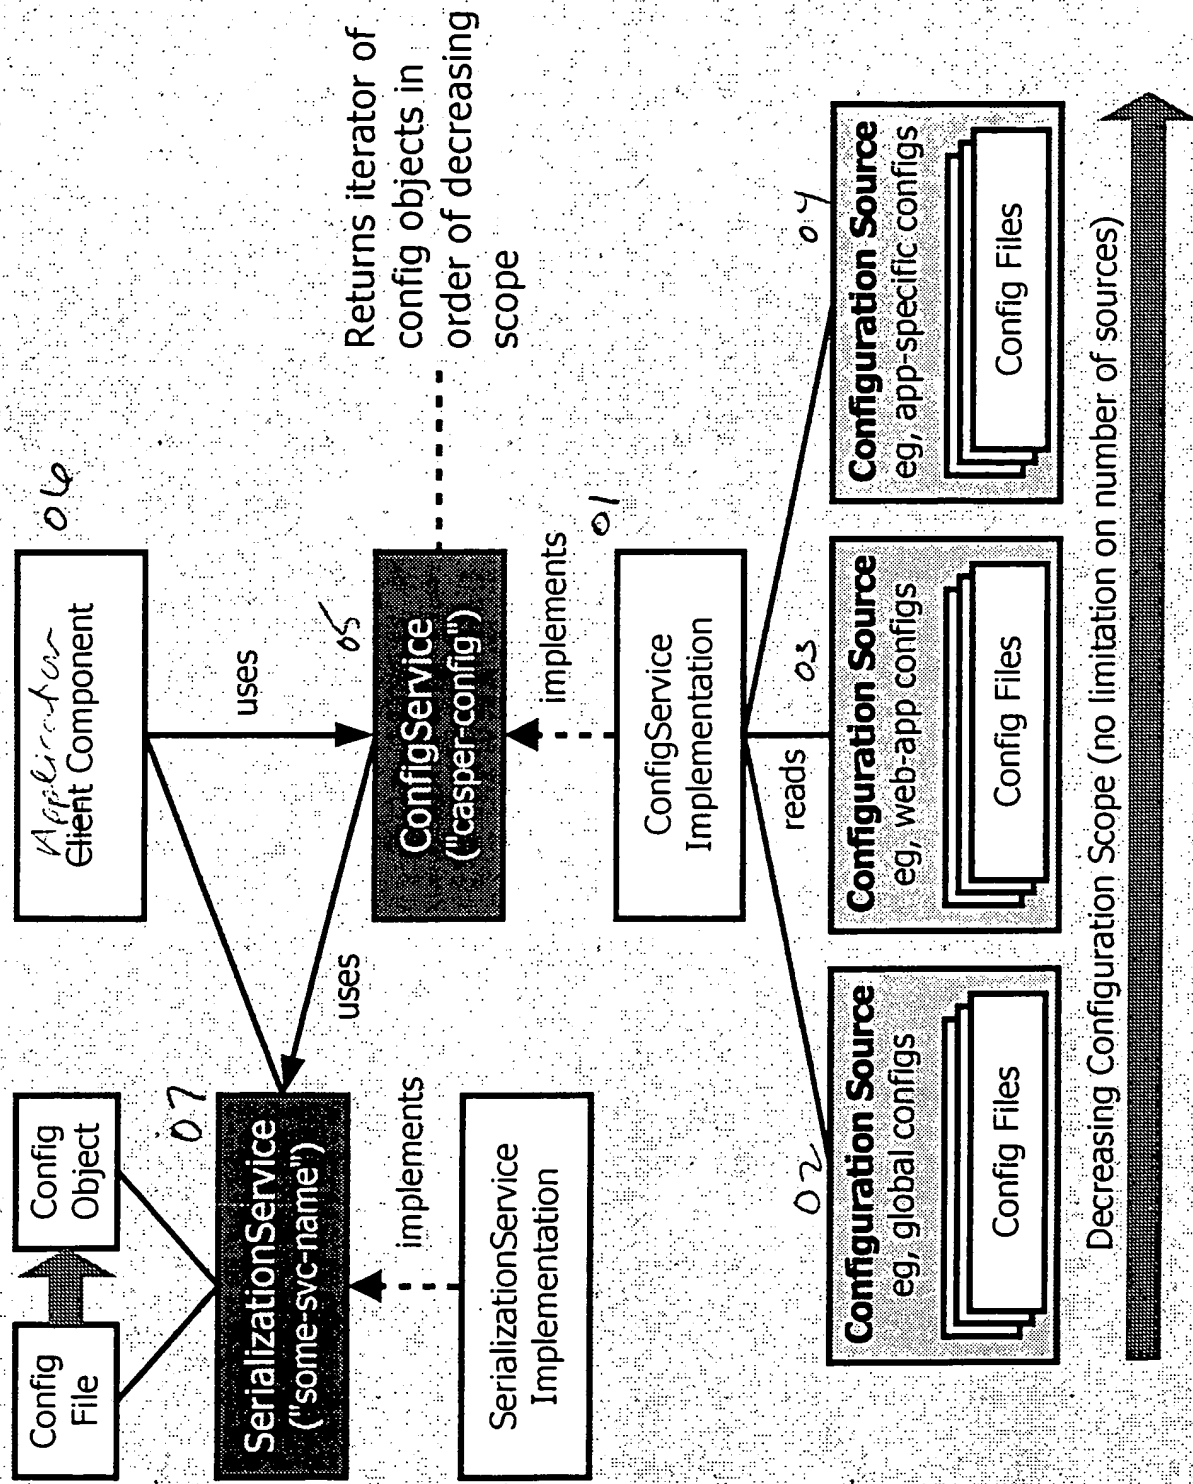 Config
File
Config
Object
07
SerializationService
("some-svc-name")
implements
SerializationService
Implementation
Application
Client Component
06
uses
uses
05
ConfigService
("casper-config")
Returns iterator of
config objects in
order of decreasing
scope
implements
01
ConfigService
Implementation
reads
02
Configuration Source
eg, global configs
Config Files
03
Configuration Source
eg, web-app configs
Config Files
04
Configuration Source
eg, app-specific configs
Config Files
Decreasing Configuration Scope (no limitation on number of sources)